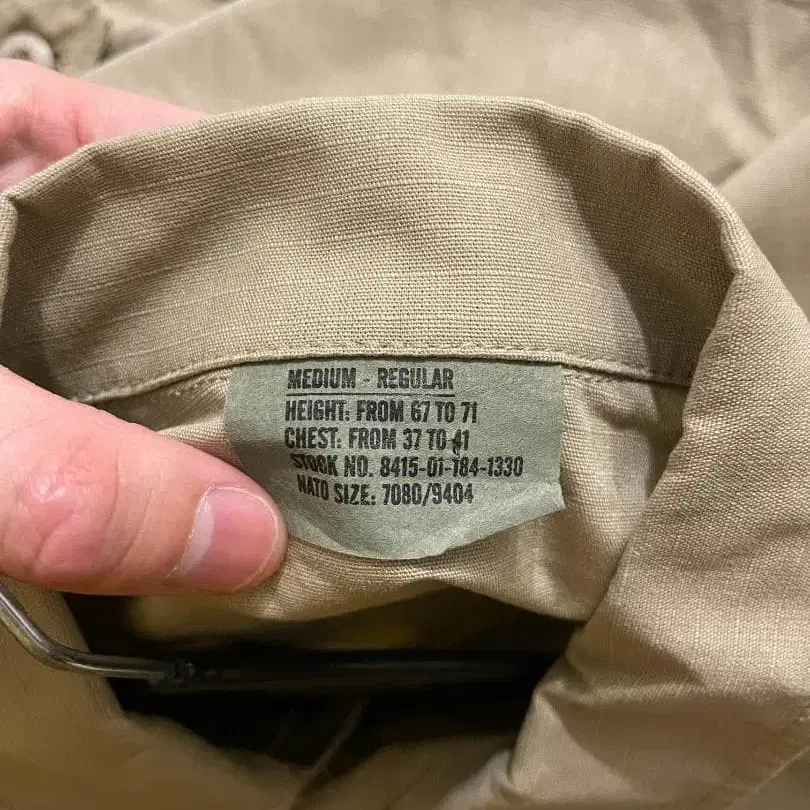 MEDIUM - REGULAR
HEIGHT: FROM 67 TO 71
CHEST: FROM 37 TO 41
STOCK NO. 8415-01-184-1330
NATO SIZE: 7080/9404